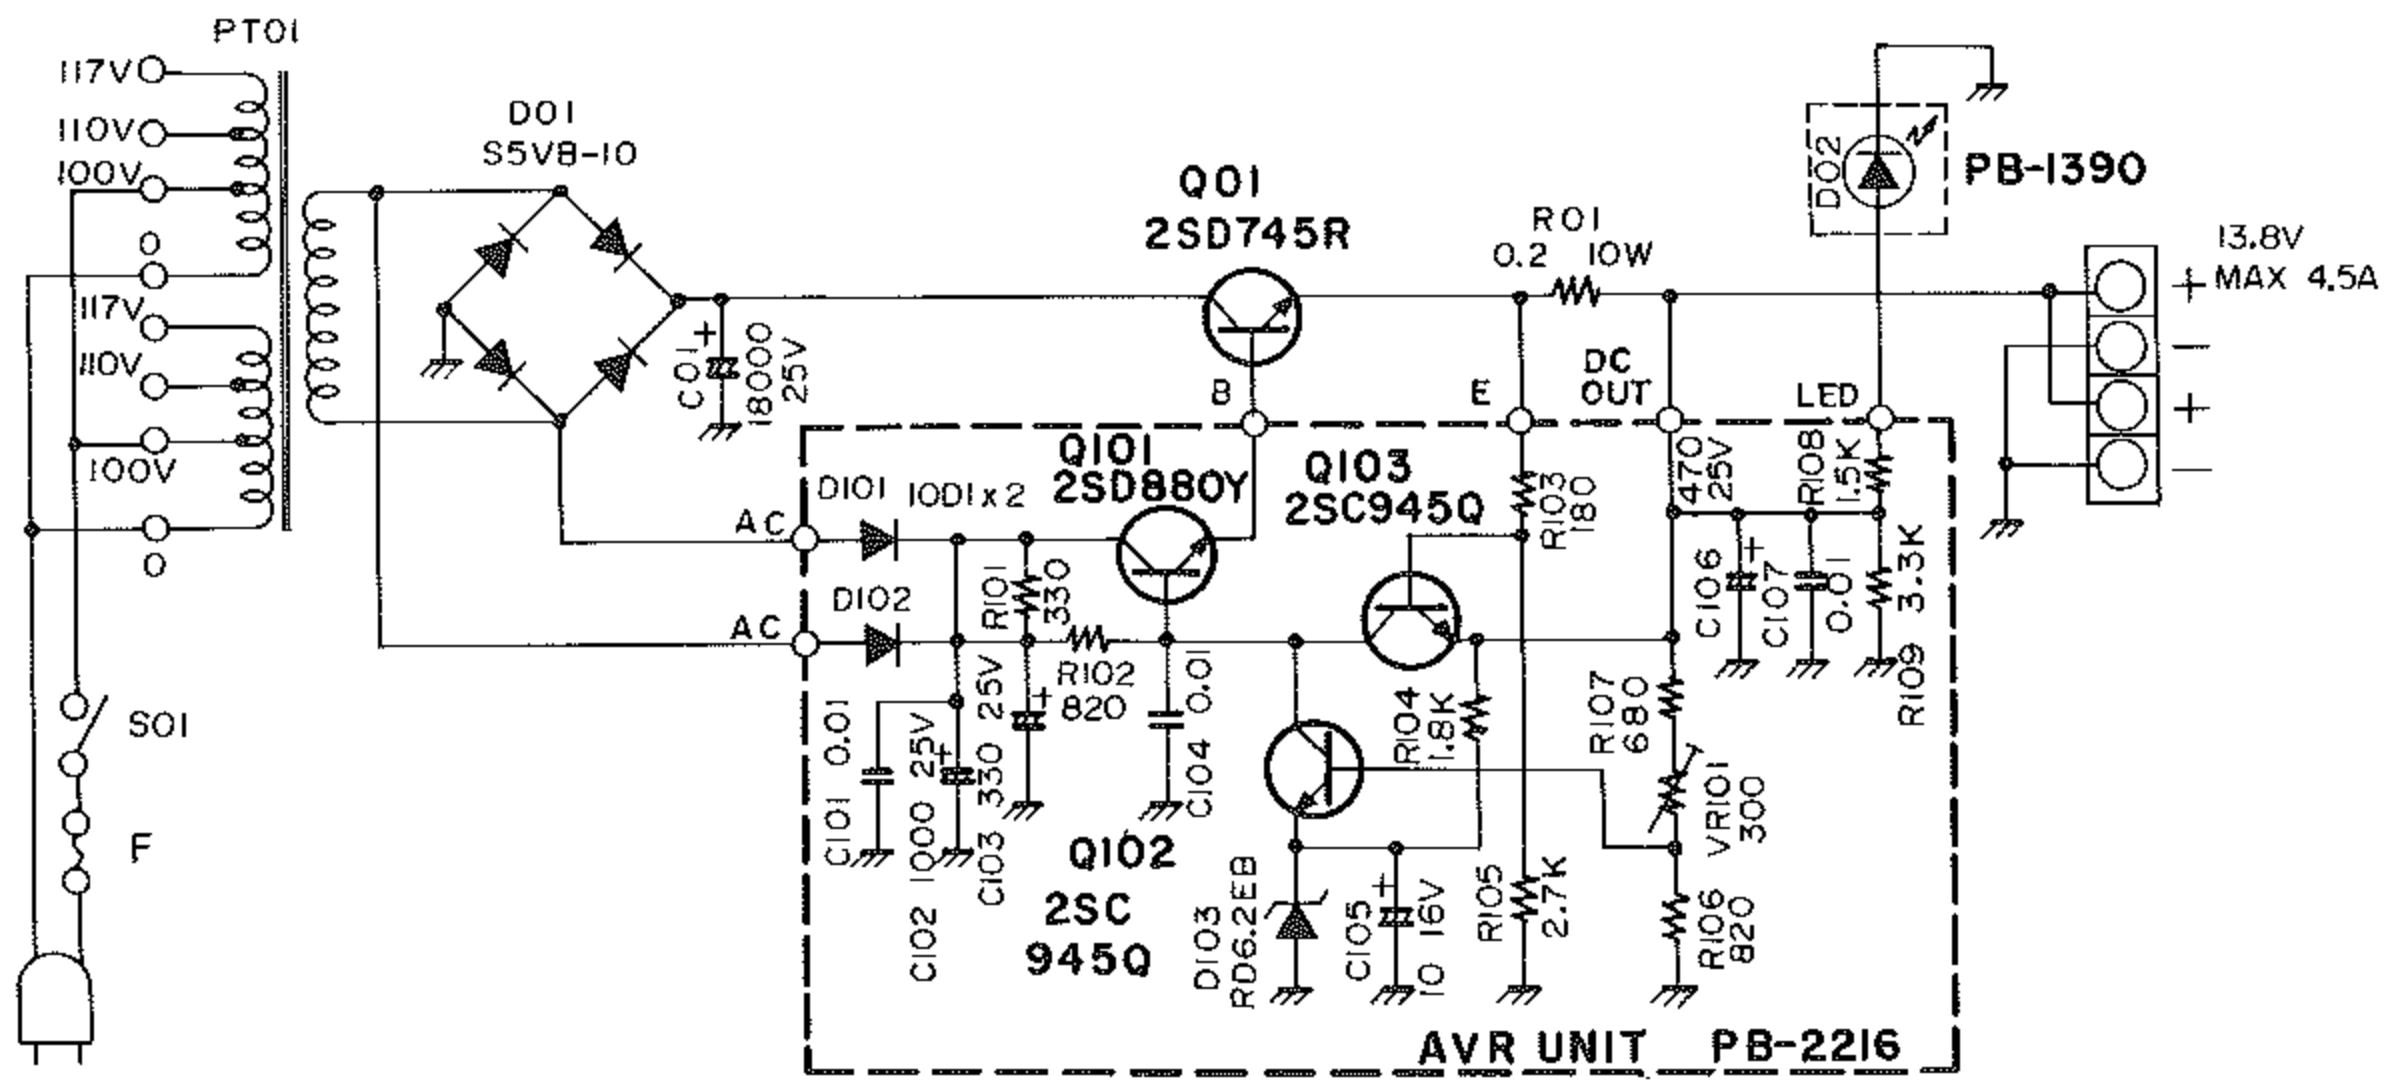 PT01
117V
110V
100V
0
117V
110V
100V
0
D01
S5VB-10
C01
+
18000
25V
Q01
2SD745R
R01
0.2 10W
D02
PB-1390
13.8V
+ MAX 4.5A
−
+
−
B
E
DC
OUT
LED
AC
AC
D101
10D1x2
D102
Q101
2SD880Y
Q103
2SC945Q
R101
330
R102
820
R103
180
470
25V
R108
1.5K
C106
+
C107
0.01
R109 3.3K
C101 0.01
C102 1000 25V
+
C103 330 25V
+
C104 0.01
R104
1.8K
R107
680
VR101
300
Q102
2SC
945Q
D103
RD6.2EB
C105
+
10 16V
R105
2.7K
R106
820
S01
F
AVR UNIT PB-2216